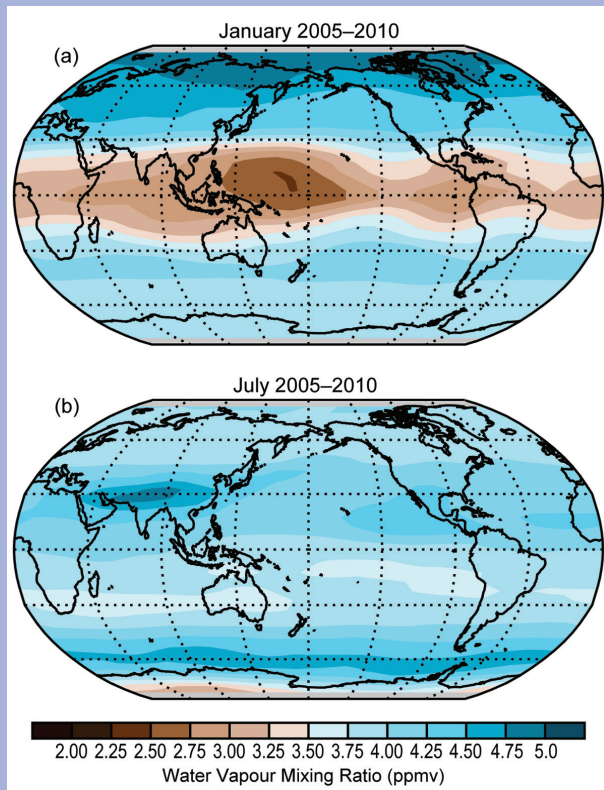 January 2005–2010
(a)
July 2005–2010
(b)
2.00 2.25 2.50 2.75 3.00 3.25 3.50 3.75 4.00 4.25 4.50 4.75 5.0
Water Vapour Mixing Ratio (ppmv)